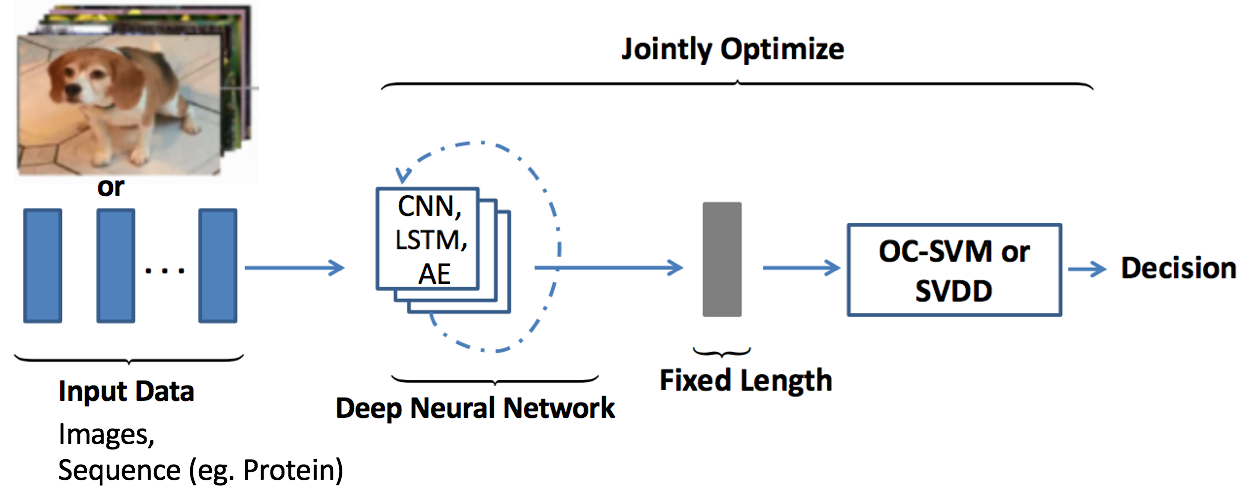 Jointly Optimize
or
CNN,
LSTM,
AE
. . .
OC-SVM or
SVDD
Decision
Input Data
Images,
Sequence (eg. Protein)
Deep Neural Network
Fixed Length